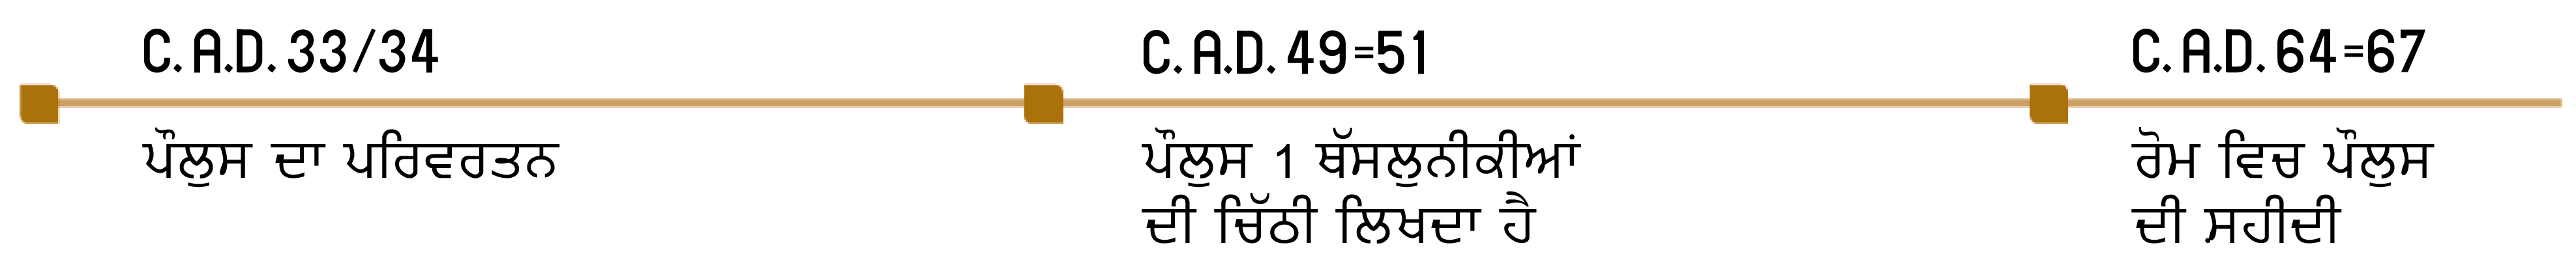 C. A.D. 33/34
ਪੌਲੁਸ ਦਾ ਪਰਿਵਰਤਨ
C. A.D. 49=51
ਪੌਲੁਸ 1 ਥੱਸਲੁਨੀਕੀਆਂ
ਦੀ ਚਿੱਠੀ ਲਿਖਦਾ ਹੈ
C. A.D. 64=67
ਰੋਮ ਵਿਚ ਪੌਲੁਸ
ਦੀ ਸਹੀਦੀ